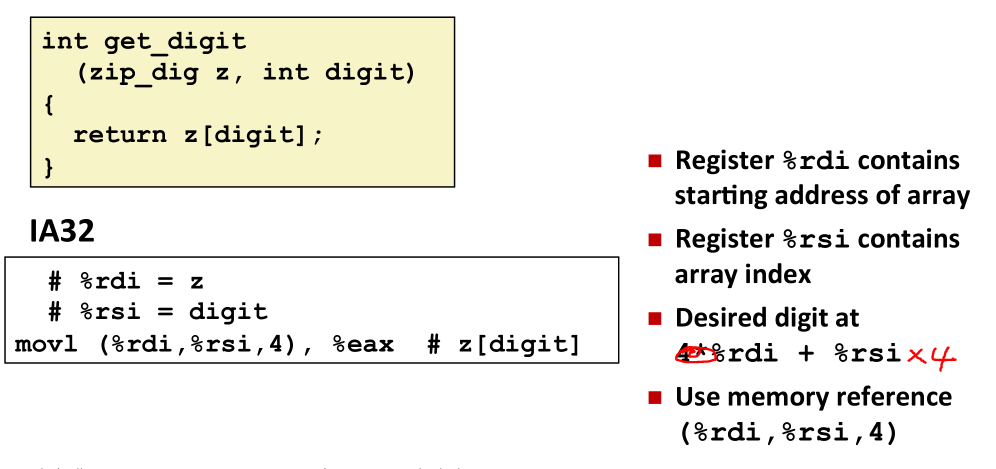 int get_digit
(zip_dig z, int digit)
{
return z[digit];
}
IA32
# %rdi = z
# %rsi = digit
movl (%rdi,%rsi,4), %eax # z[digit]
■ Register %rdi contains
starting address of array
■ Register %rsi contains
array index
■ Desired digit at
4*%rdi + %rsi ×4
■ Use memory reference
(%rdi,%rsi,4)